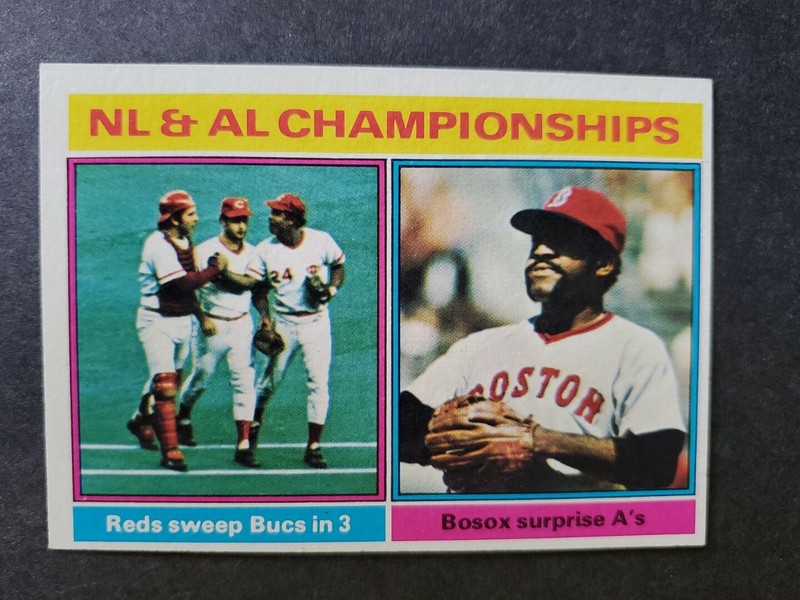 NL & AL CHAMPIONSHIPS
C
24
B
BOSTON
Reds sweep Bucs in 3
Bosox surprise A's